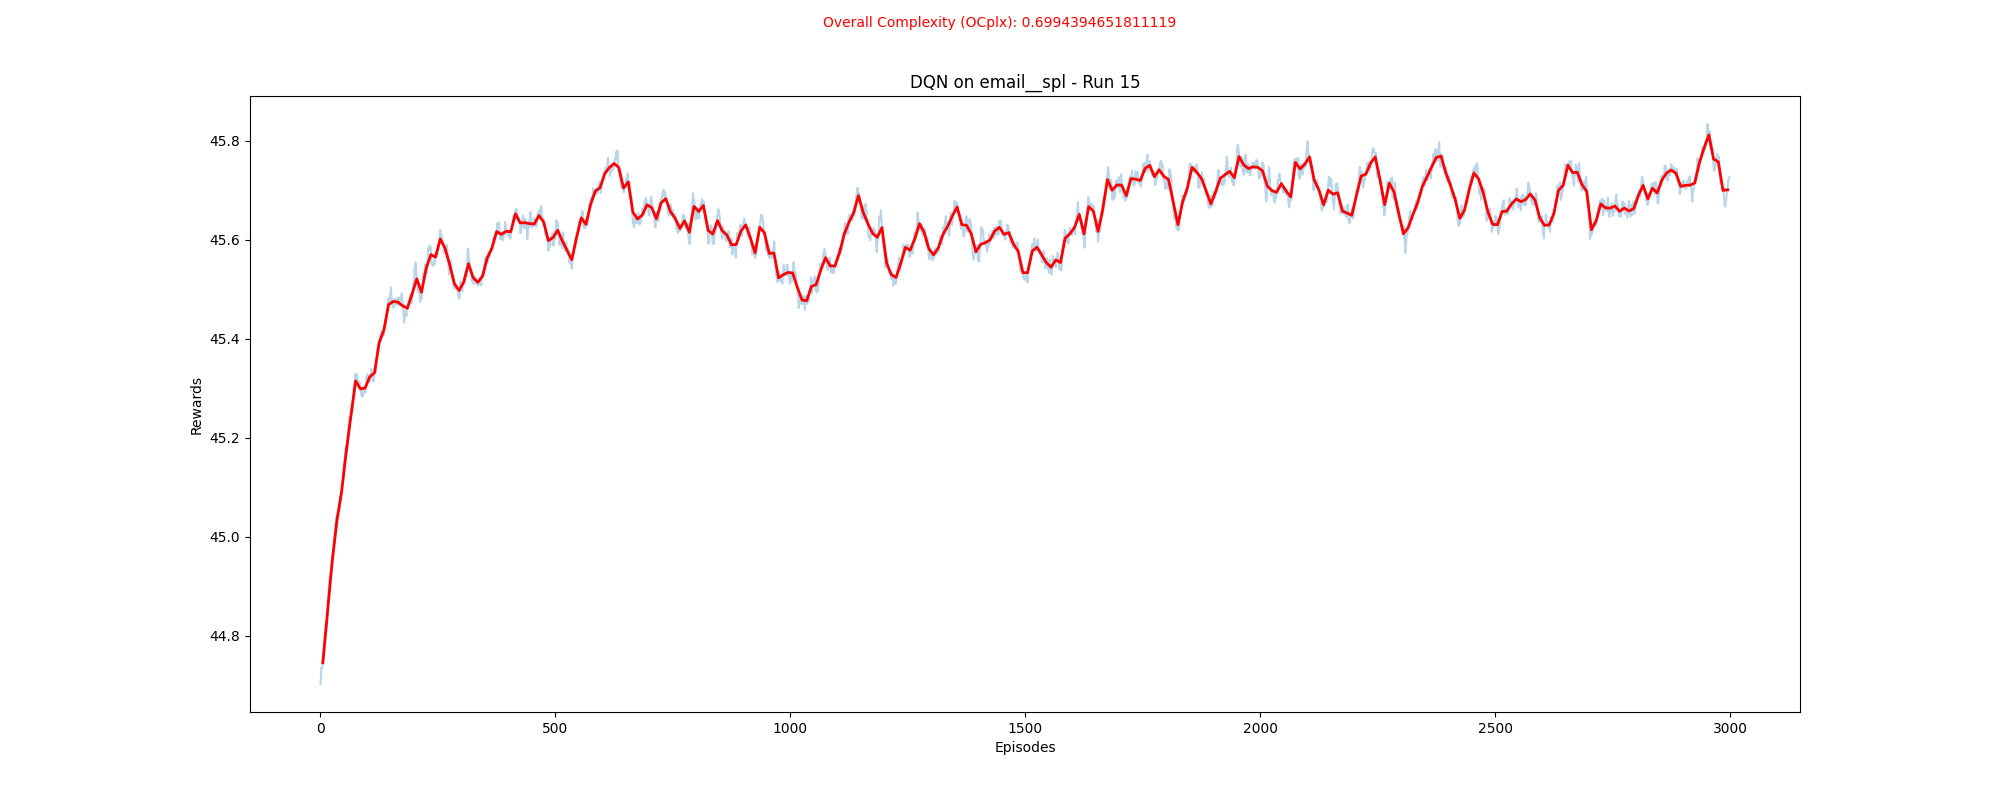 Overall Complexity (OCplx): 0.6994394651811119
DQN on email__spl - Run 15
45.8
45.6
45.4
45.2
45.0
44.8
Rewards
0 500 1000 1500 2000 2500 3000
Episodes